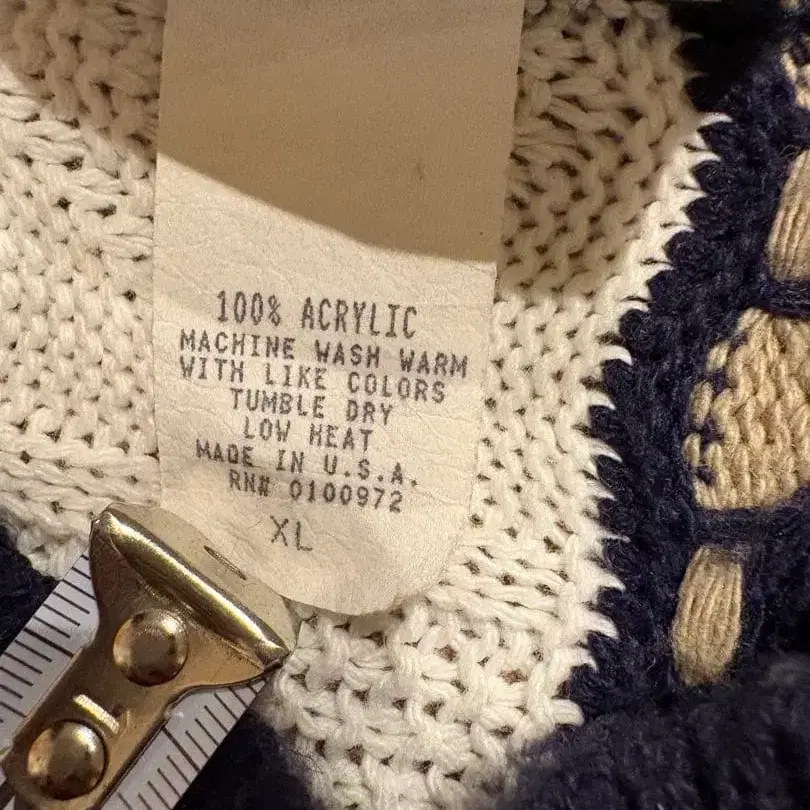 100% ACRYLIC
MACHINE WASH WARM
WITH LIKE COLORS
TUMBLE DRY
LOW HEAT
MADE IN U.S.A.
RN# 0100972
XL